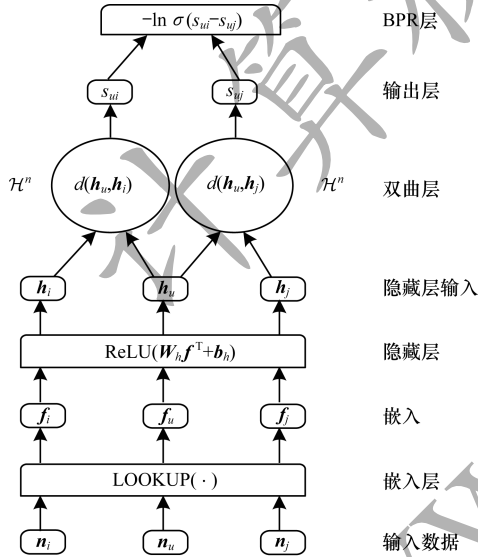 −ln σ(s_ui−s_uj) BPR层
s_ui s_uj 输出层
ℋⁿ d(h_u,h_i) d(h_u,h_j) ℋⁿ 双曲层
h_i h_u h_j 隐藏层输入
ReLU(W_h f^T+b_h) 隐藏层
f_i f_u f_j 嵌入
LOOKUP(·) 嵌入层
n_i n_u n_j 输入数据